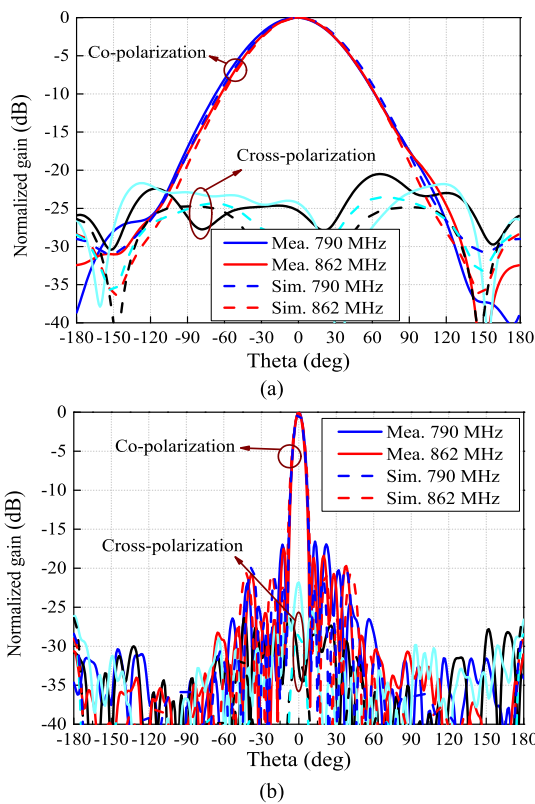 0
-5
-10
-15
-20
-25
-30
-35
-40
Normalized gain (dB)
Co-polarization
Cross-polarization
Mea. 790 MHz
Mea. 862 MHz
Sim. 790 MHz
Sim. 862 MHz
-180 -150 -120 -90 -60 -30 0 30 60 90 120 150 180
Theta (deg)
(a)
0
-5
-10
-15
-20
-25
-30
-35
-40
Normalized gain (dB)
Co-polarization
Cross-polarization
Mea. 790 MHz
Mea. 862 MHz
Sim. 790 MHz
Sim. 862 MHz
-180 -150 -120 -90 -60 -30 0 30 60 90 120 150 180
Theta (deg)
(b)